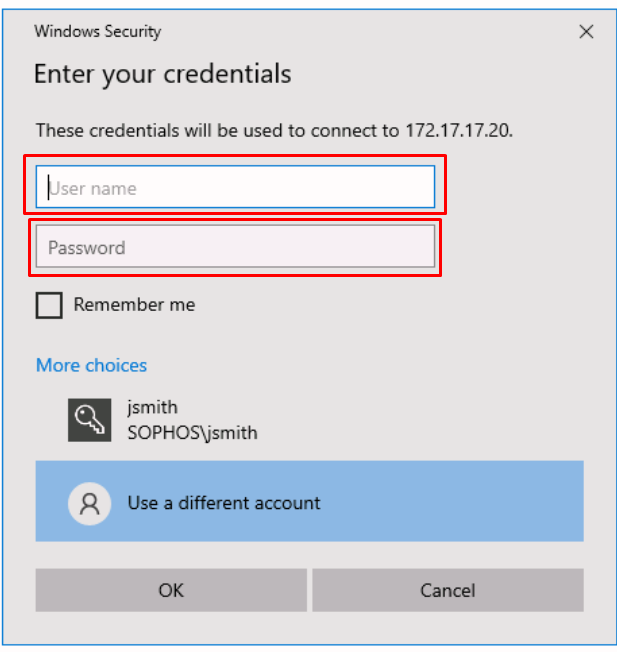 Windows Security
Enter your credentials
These credentials will be used to connect to 172.17.17.20.
User name
Password
Remember me
More choices
jsmith
SOPHOS\jsmith
Use a different account
OK
Cancel